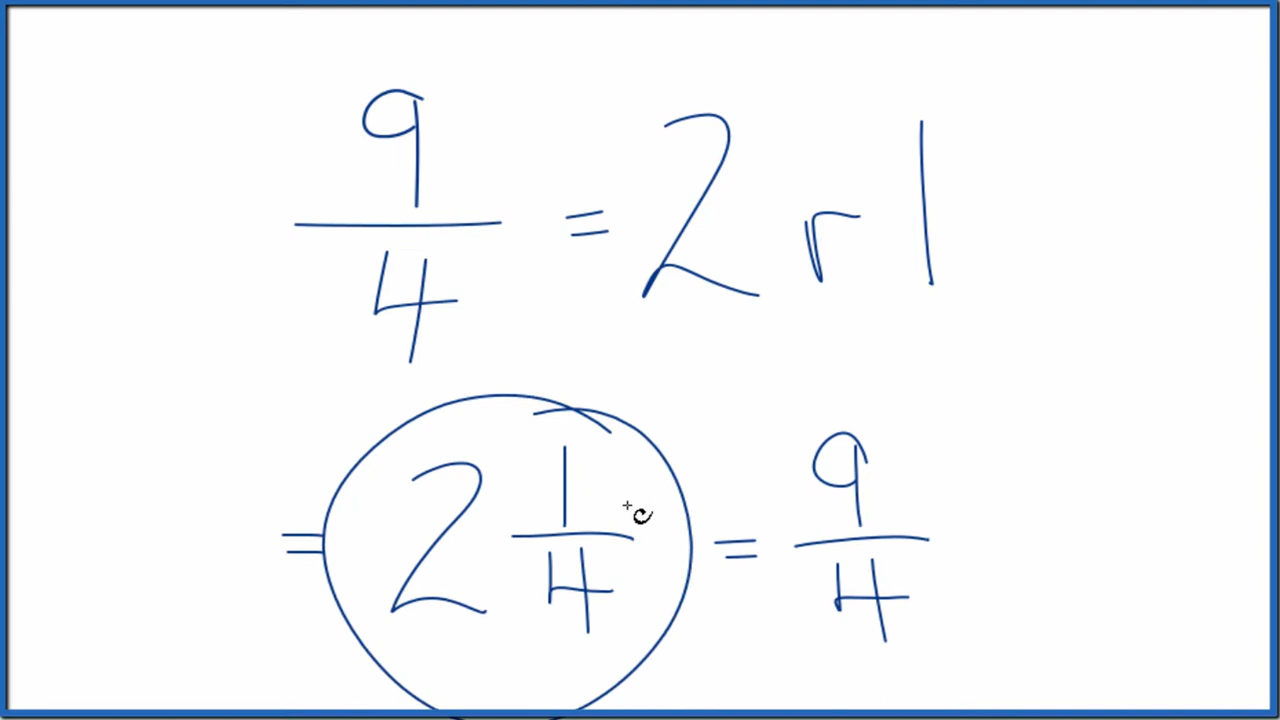 9/4 = 2 r 1
= 2 1/4 = 9/4